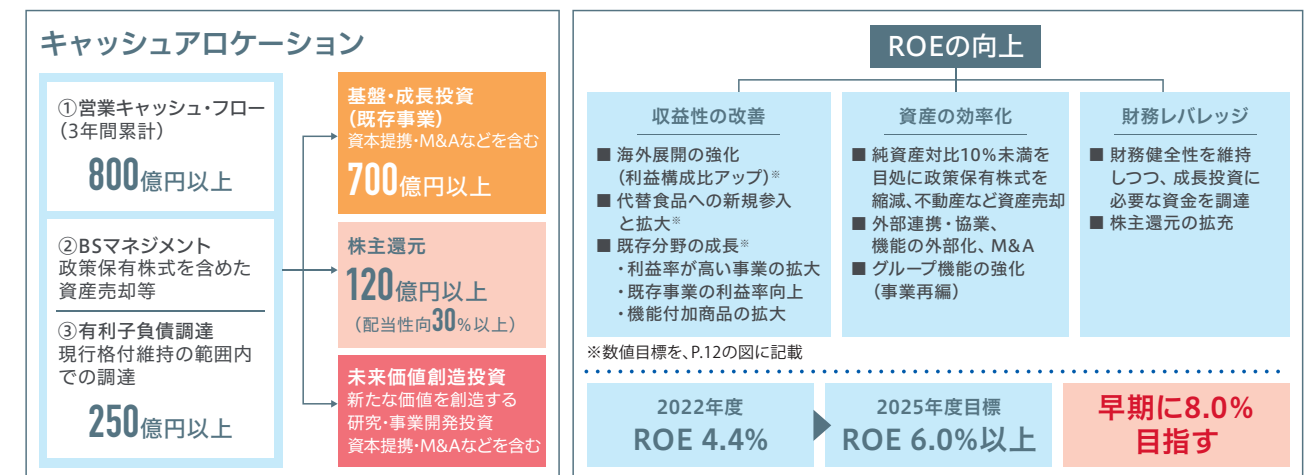 キャッシュアロケーション
①営業キャッシュ・フロー
（3年間累計）
800億円以上
②BSマネジメント
政策保有株式を含めた
資産売却等
③有利子負債調達
現行格付維持の範囲内
での調達
250億円以上
基盤・成長投資
（既存事業）
資本提携・M&Aなどを含む
700億円以上
株主還元
120億円以上
（配当性向30%以上）
未来価値創造投資
新たな価値を創造する
研究・事業開発投資
資本提携・M&Aなどを含む
ROEの向上
収益性の改善
■ 海外展開の強化
（利益構成比アップ）※
■ 代替食品への新規参入
と拡大※
■ 既存分野の成長※
・利益率が高い事業の拡大
・既存事業の利益率向上
・機能付加商品の拡大
資産の効率化
■ 純資産対比10%未満を
目処に政策保有株式を
縮減、不動産など資産売却
■ 外部連携・協業、
機能の外部化、M&A
■ グループ機能の強化
（事業再編）
財務レバレッジ
■ 財務健全性を維持
しつつ、成長投資に
必要な資金を調達
■ 株主還元の拡充
※数値目標を、P.12の図に記載
2022年度
ROE 4.4%
2025年度目標
ROE 6.0%以上
早期に8.0%
目指す